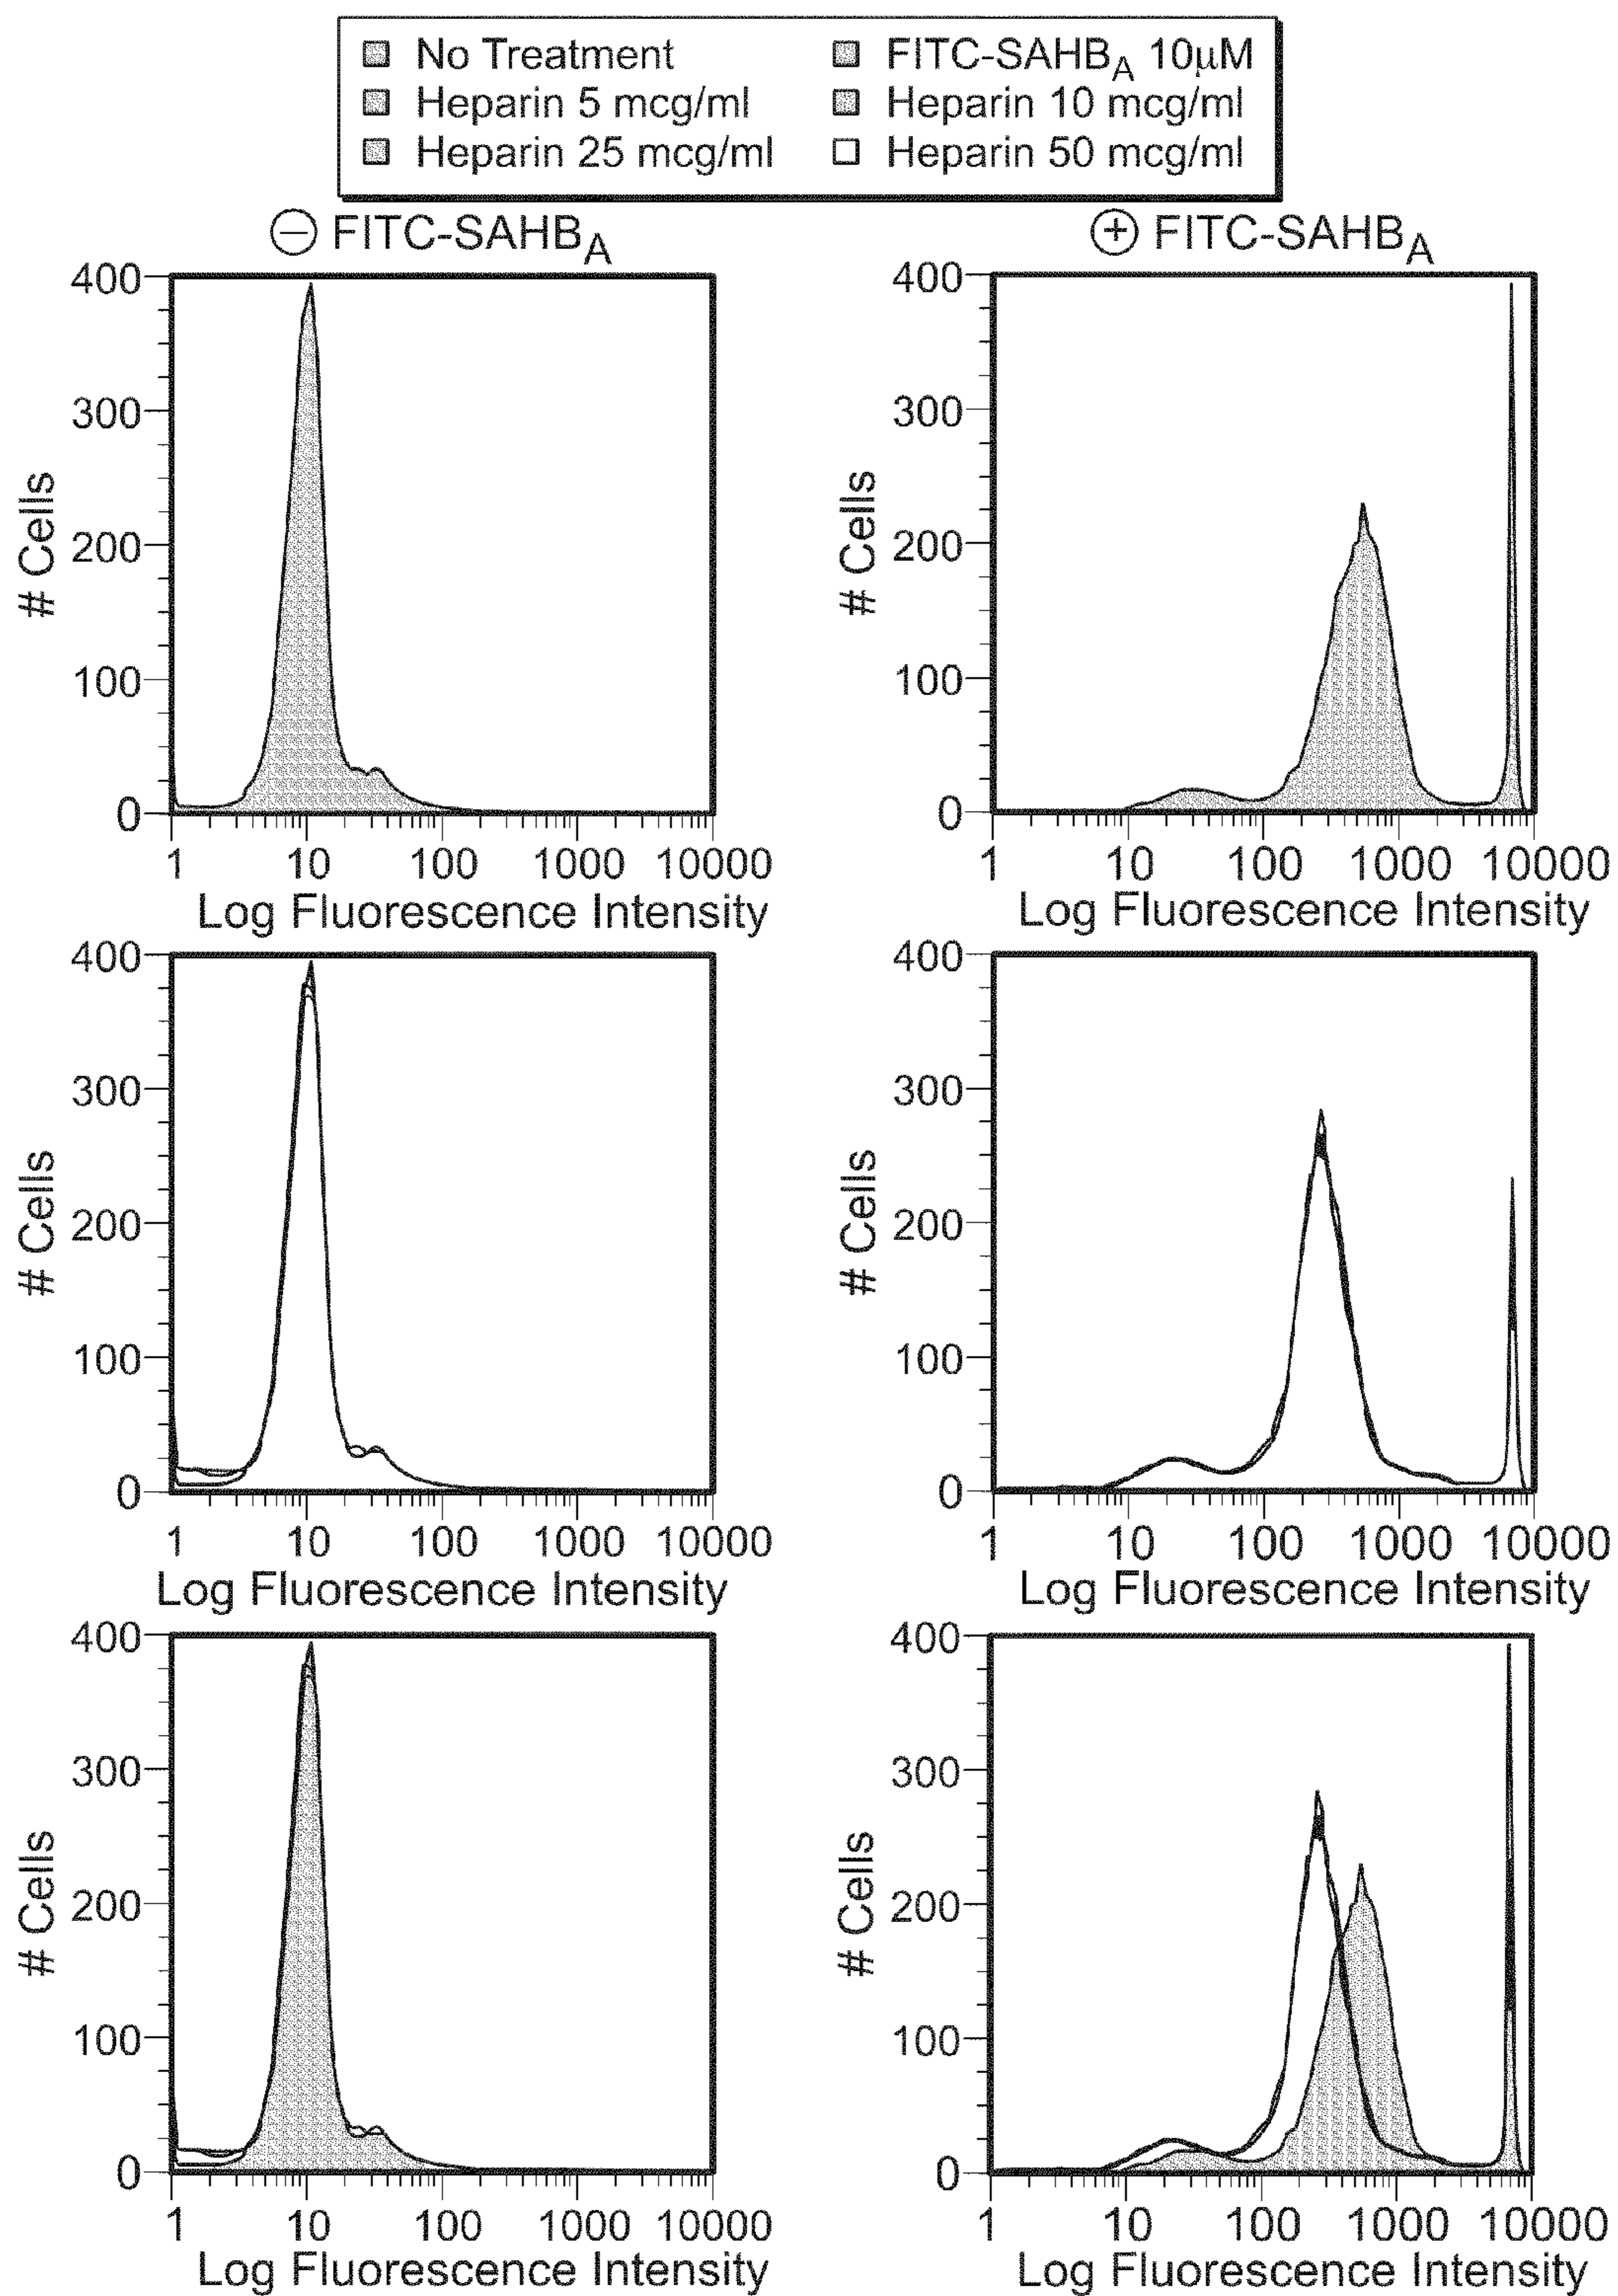 No Treatment FITC-SAHBA 10μM
Heparin 5 mcg/ml Heparin 10 mcg/ml
Heparin 25 mcg/ml Heparin 50 mcg/ml
− FITC-SAHBA + FITC-SAHBA
400 400
300 300
# Cells # Cells
200 200
100 100
0 0
1 10 100 1000 10000 1 10 100 1000 10000
Log Fluorescence Intensity Log Fluorescence Intensity
400 400
300 300
# Cells # Cells
200 200
100 100
0 0
1 10 100 1000 10000 1 10 100 1000 10000
Log Fluorescence Intensity Log Fluorescence Intensity
400 400
300 300
# Cells # Cells
200 200
100 100
0 0
1 10 100 1000 10000 1 10 100 1000 10000
Log Fluorescence Intensity Log Fluorescence Intensity